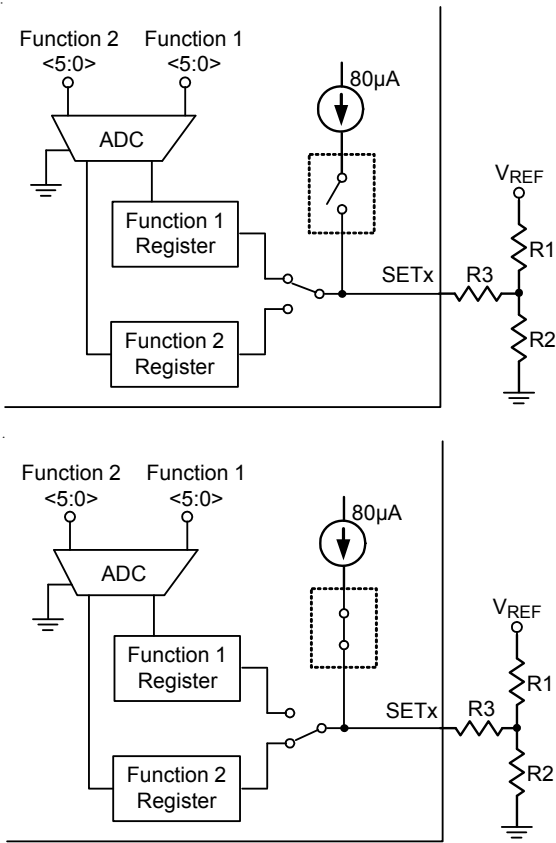 Function 2
<5:0>
Function 1
<5:0>
ADC
80µA
Function 1
Register
Function 2
Register
SETx
R3
VREF
R1
R2
Function 2
<5:0>
Function 1
<5:0>
ADC
80µA
Function 1
Register
Function 2
Register
SETx
R3
VREF
R1
R2